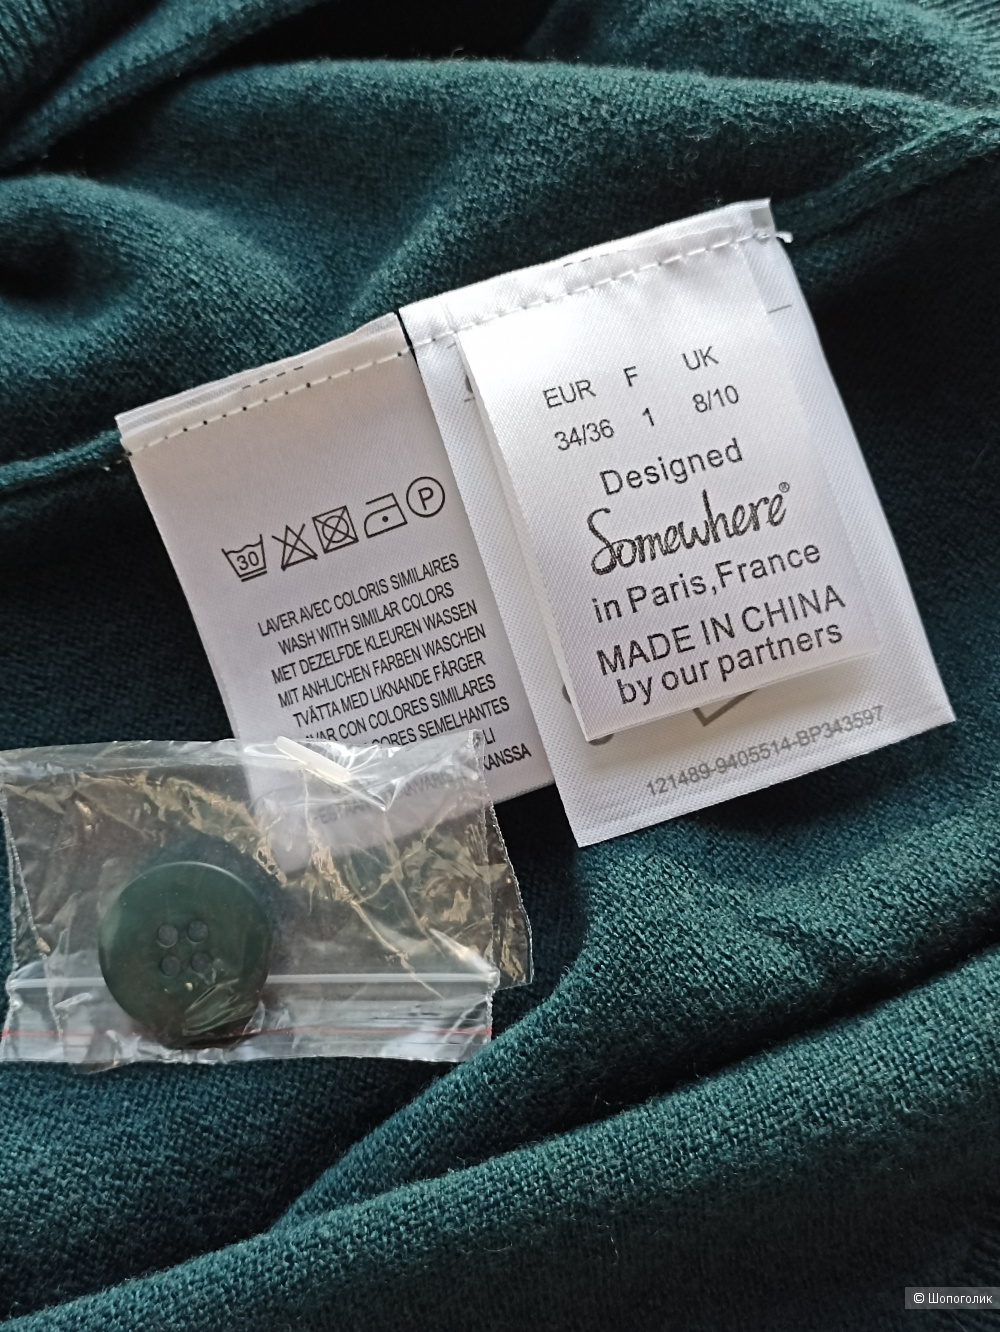 30 P
LAVER AVEC COLORIS SIMILAIRES
WASH WITH SIMILAR COLORS
MET DEZELFDE KLEUREN WASSEN
MIT ANHLICHEN FARBEN WASCHEN
TVÄTTA MED LIKNANDE FÄRGER
CON COLORES SIMILARES
SEMELHANTES
EUR F UK
34/36 1 8/10
Designed
Somewhere®
in Paris,France
MADE IN CHINA
by our partners
121489-9405514-BP343597
© Шопоголик